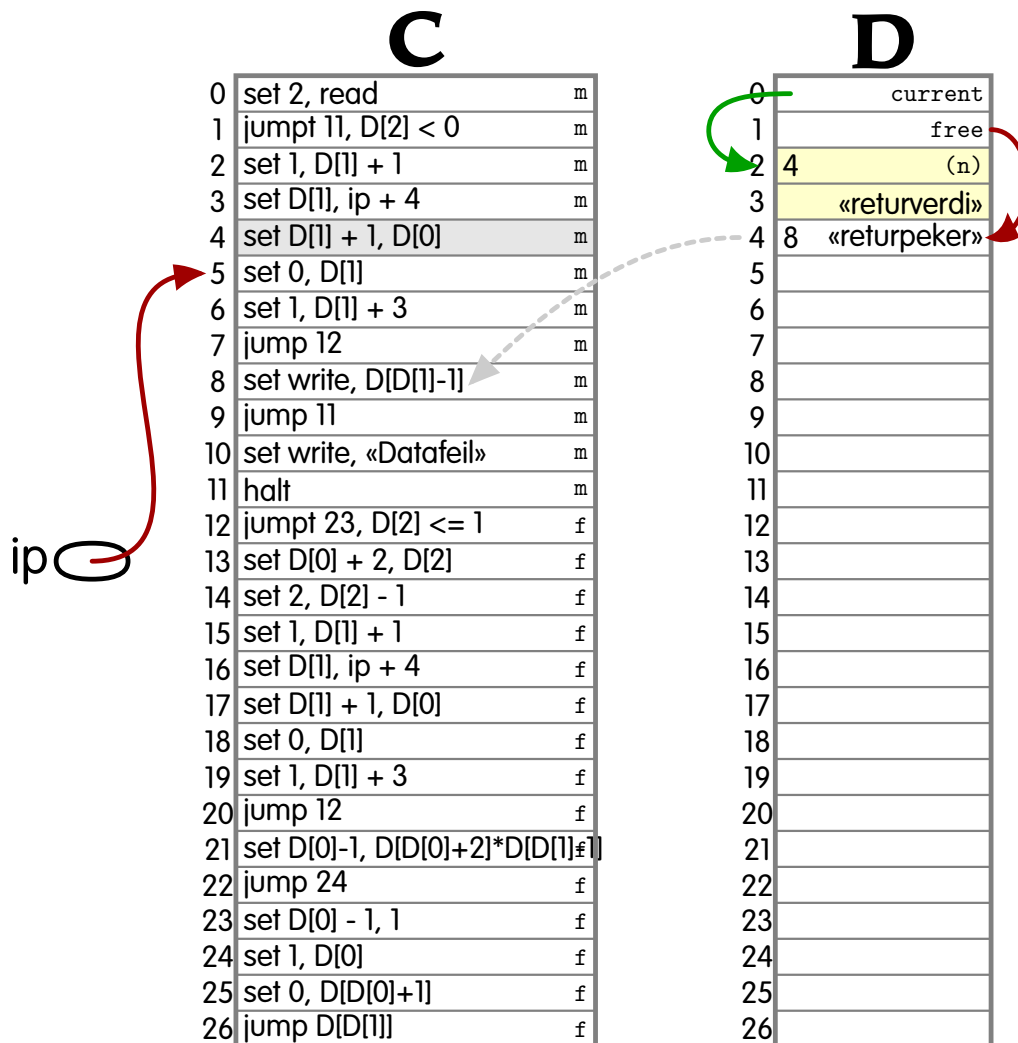 C D
0 set 2, read m 0 current
1 jumpt 11, D[2] < 0 m 1 free
2 set 1, D[1] + 1 m 2 4 (n)
3 set D[1], ip + 4 m 3 «returverdi»
4 set D[1] + 1, D[0] m 4 8 «returpeker»
5 set 0, D[1] m 5
6 set 1, D[1] + 3 m 6
7 jump 12 m 7
8 set write, D[D[1]-1] m 8
9 jump 11 m 9
10 set write, «Datafeil» m 10
11 halt m 11
12 jumpt 23, D[2] <= 1 f 12
ip 13 set D[0] + 2, D[2] f 13
14 set 2, D[2] - 1 f 14
15 set 1, D[1] + 1 f 15
16 set D[1], ip + 4 f 16
17 set D[1] + 1, D[0] f 17
18 set 0, D[1] f 18
19 set 1, D[1] + 3 f 19
20 jump 12 f 20
21 set D[0]-1, D[D[0]+2]*D[D[1]-1] f 21
22 jump 24 f 22
23 set D[0] - 1, 1 f 23
24 set 1, D[0] f 24
25 set 0, D[D[0]+1] f 25
26 jump D[D[1]] f 26